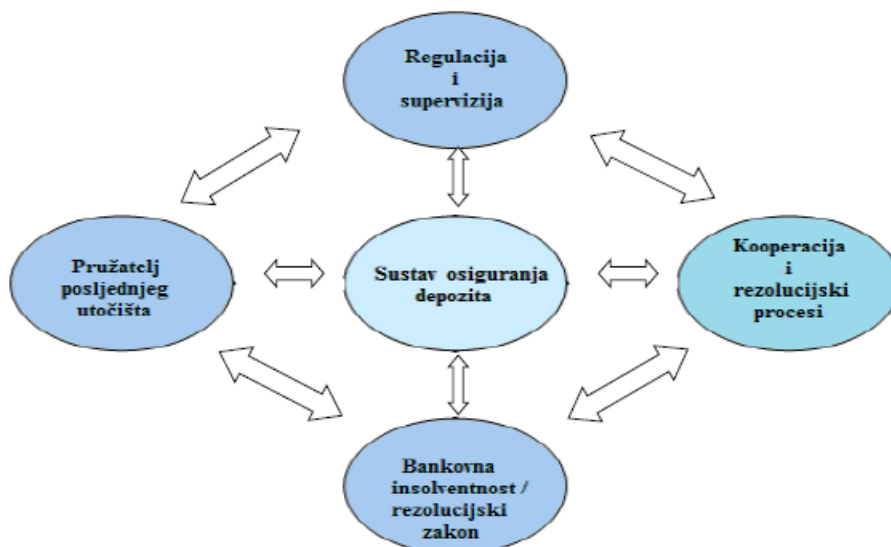 Regulacija
i
supervizija
Pružatelj
posljednjeg
utočišta
Sustav osiguranja
depozita
Kooperacija
i
rezolucijski
procesi
Bankovna
insolventnost /
rezolucijski
zakon